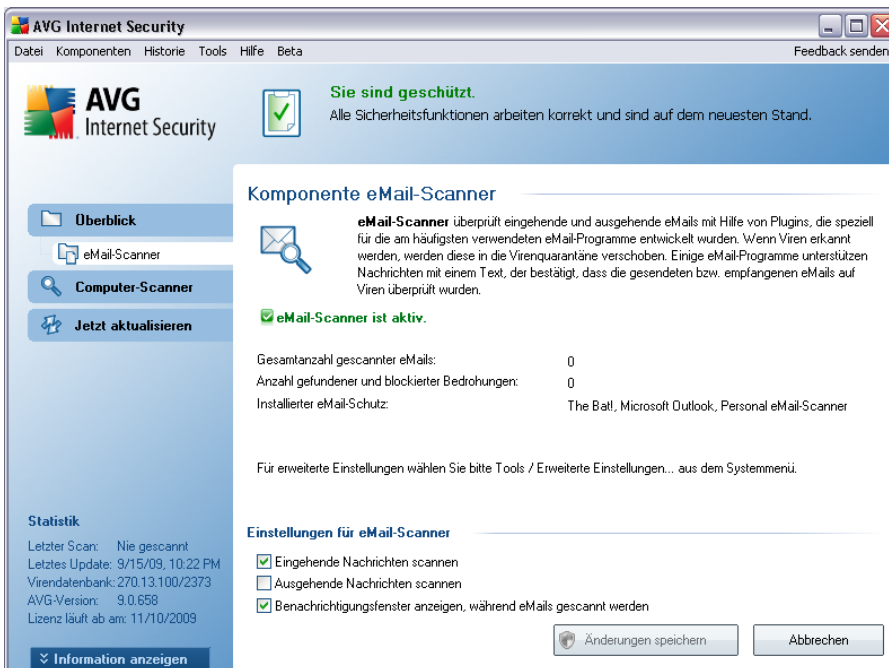 AVG Internet Security
Datei Komponenten Historie Tools Hilfe Beta Feedback senden
AVG
Internet Security
Sie sind geschützt.
Alle Sicherheitsfunktionen arbeiten korrekt und sind auf dem neuesten Stand.
Überblick
eMail-Scanner
Computer-Scanner
Jetzt aktualisieren
Komponente eMail-Scanner
eMail-Scanner überprüft eingehende und ausgehende eMails mit Hilfe von Plugins, die speziell
für die am häufigsten verwendeten eMail-Programme entwickelt wurden. Wenn Viren erkannt
werden, werden diese in die Virenquarantäne verschoben. Einige eMail-Programme unterstützen
Nachrichten mit einem Text, der bestätigt, dass die gesendeten bzw. empfangenen eMails auf
Viren überprüft wurden.
eMail-Scanner ist aktiv.
Gesamtanzahl gescannter eMails: 0
Anzahl gefundener und blockierter Bedrohungen: 0
Installierter eMail-Schutz: The Bat!, Microsoft Outlook, Personal eMail-Scanner
Für erweiterte Einstellungen wählen Sie bitte Tools / Erweiterte Einstellungen... aus dem Systemmenü.
Einstellungen für eMail-Scanner
Eingehende Nachrichten scannen
Ausgehende Nachrichten scannen
Benachrichtigungsfenster anzeigen, während eMails gescannt werden
Änderungen speichern Abbrechen
Statistik
Letzter Scan: Nie gescannt
Letztes Update: 9/15/09, 10:22 PM
Virendatenbank: 270.13.100/2373
AVG-Version: 9.0.658
Lizenz läuft ab am: 11/10/2009
Information anzeigen